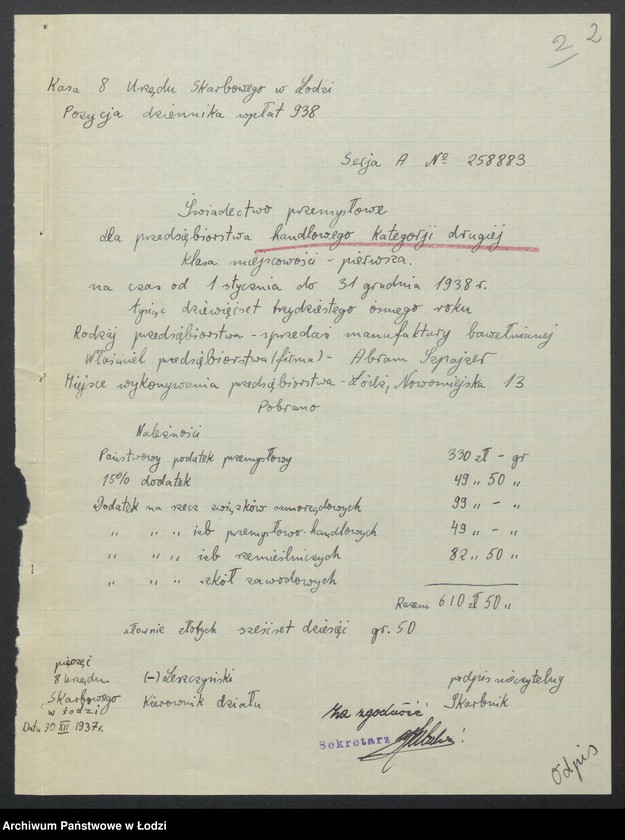 2 2
Kasa 8 Urzędu Skarbowego w Łodzi
Pozycja dziennika wpłat 938
Serja A № 258883
Świadectwo przemysłowe
dla przedsiębiorstwa handlowego kategorji drugiej
klasa miejscowości - pierwsza.
na czas od 1 stycznia do 31 grudnia 1938 r.
tysiąc dziewięćset trzydziestego ósmego roku
Rodzaj przedsiębiorstwa - sprzedaż manufaktury bawełnianej
Właściciel przedsiębiorstwa (firma) - Abram Szpajzer
Miejsce wykonywania przedsiębiorstwa - Łódź, Nowomiejska 13
Pobrano
Należności
Państwowy podatek przemysłowy 330 zł - gr
15% dodatek 49 " 50 "
Dodatek na rzecz związków samorządowych 99 " - "
" " " izb przemysłowo-handlowych 49 " - "
" " " izb rzemieślniczych 82 " 50 "
" " " szkół zawodowych
Razem 610 zł 50 "
słownie złotych sześćset dziesięć gr. 50
pieczęć
8 Urzędu
Skarbowego
w Łodzi
Data 30 XII 1937 r.
(-) Leszczyński
Kierownik działu
podpis nieczytelny
Skarbnik
Za zgodność
Sekretarz
Odpis
Archiwum Państwowe w Łodzi